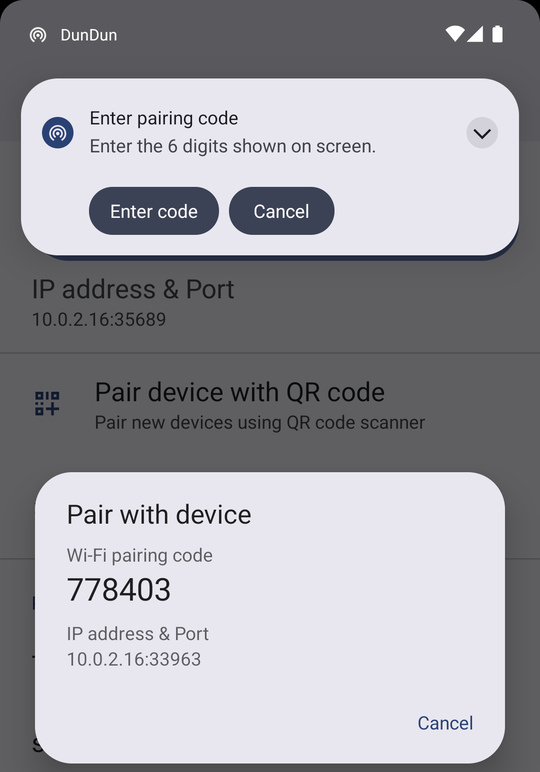 DunDun
Enter pairing code
Enter the 6 digits shown on screen.
Enter code
Cancel
IP address & Port
10.0.2.16:35689
Pair device with QR code
Pair new devices using QR code scanner
Pair with device
Wi-Fi pairing code
778403
IP address & Port
10.0.2.16:33963
Cancel